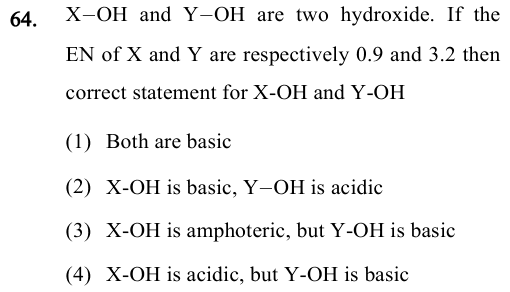 64. X–OH and Y–OH are two hydroxide. If the
EN of X and Y are respectively 0.9 and 3.2 then
correct statement for X-OH and Y-OH
(1) Both are basic
(2) X-OH is basic, Y–OH is acidic
(3) X-OH is amphoteric, but Y-OH is basic
(4) X-OH is acidic, but Y-OH is basic